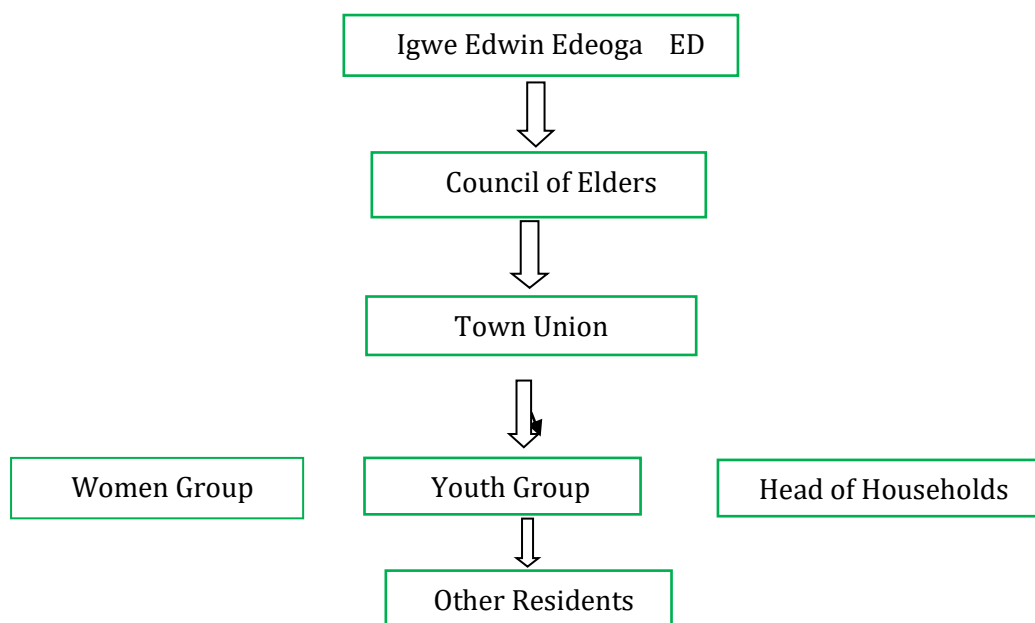 Igwe Edwin Edeoga ED
Council of Elders
Town Union
Women Group
Youth Group
Head of Households
Other Residents